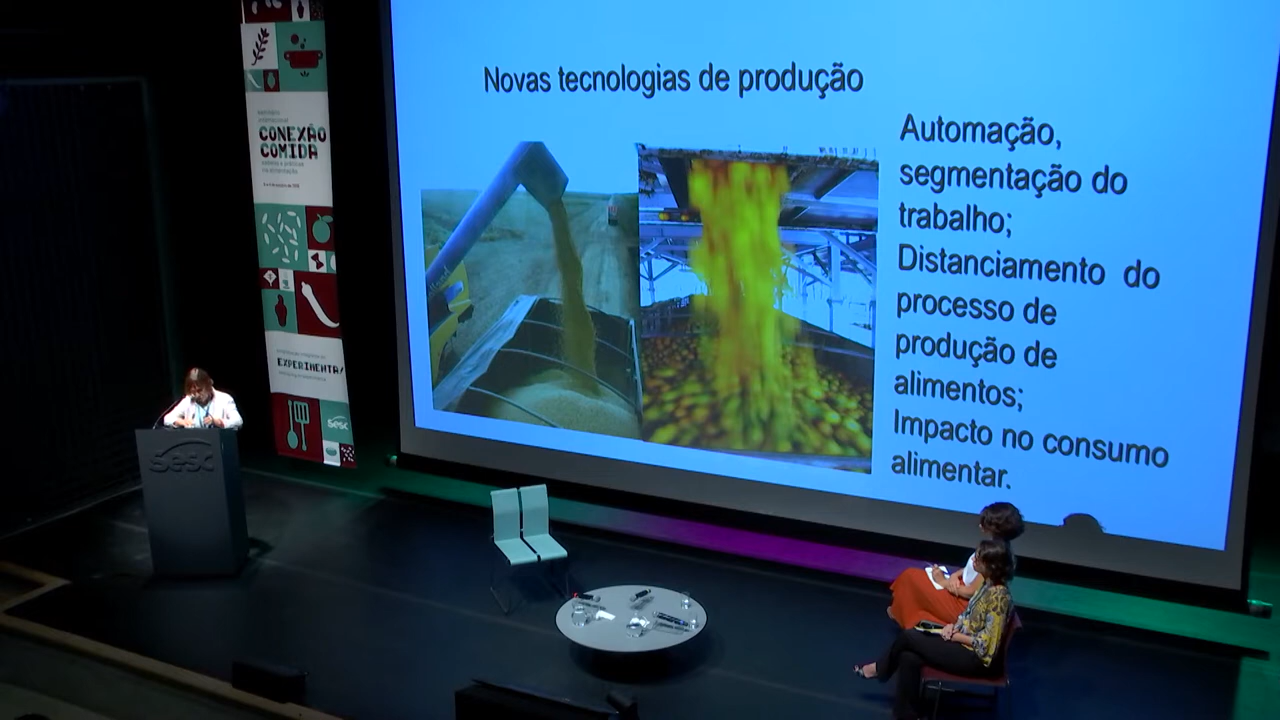 Novas tecnologias de produção
Automação,
segmentação do
trabalho;
Distanciamento do
processo de
produção de
alimentos;
Impacto no consumo
alimentar.
CONEXÃO
COMIDA
EXPERIMENTA!
sesc
sesc